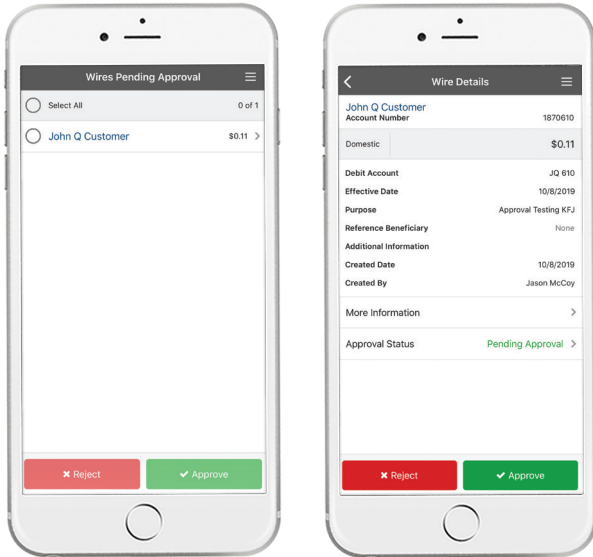 Wires Pending Approval
Select All 0 of 1
John Q Customer $0.11
Reject Approve
Wire Details
John Q Customer
Account Number 1870610
Domestic $0.11
Debit Account JQ 610
Effective Date 10/8/2019
Purpose Approval Testing KFJ
Reference Beneficiary None
Additional Information
Created Date 10/8/2019
Created By Jason McCoy
More Information
Approval Status Pending Approval
Reject Approve